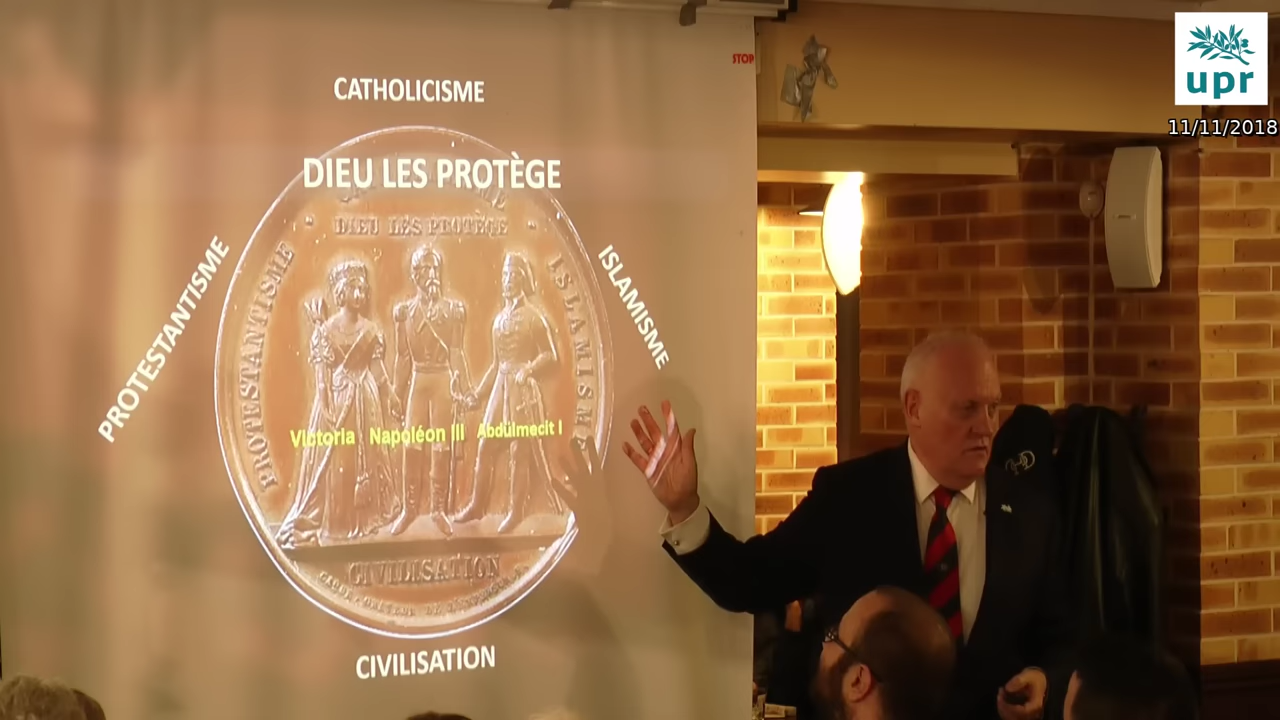 upr
11/11/2018
STOP
CATHOLICISME
DIEU LES PROTÈGE
DIEU LES PROTÈGE
PROTESTANTISME
PROTESTANTISME
ISLAMISME
ISLAMISME
Victoria Napoléon III Abdülmecit I
CIVILISATION
CIVILISATION